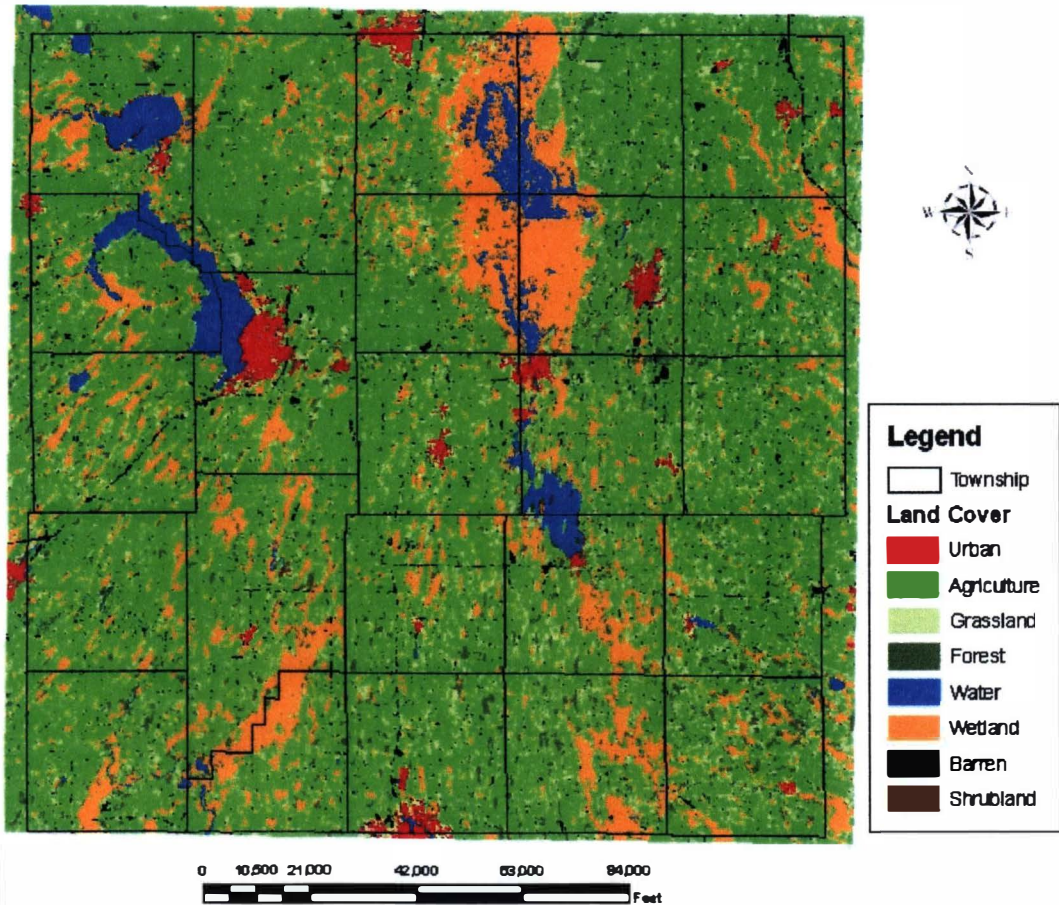 W
S
Legend
Township
Land Cover
Urban
Agriculture
Grassland
Forest
Water
Wetland
Barren
Shrubland
0 10,500 21,000 42,000 63,000 84,000
Feet